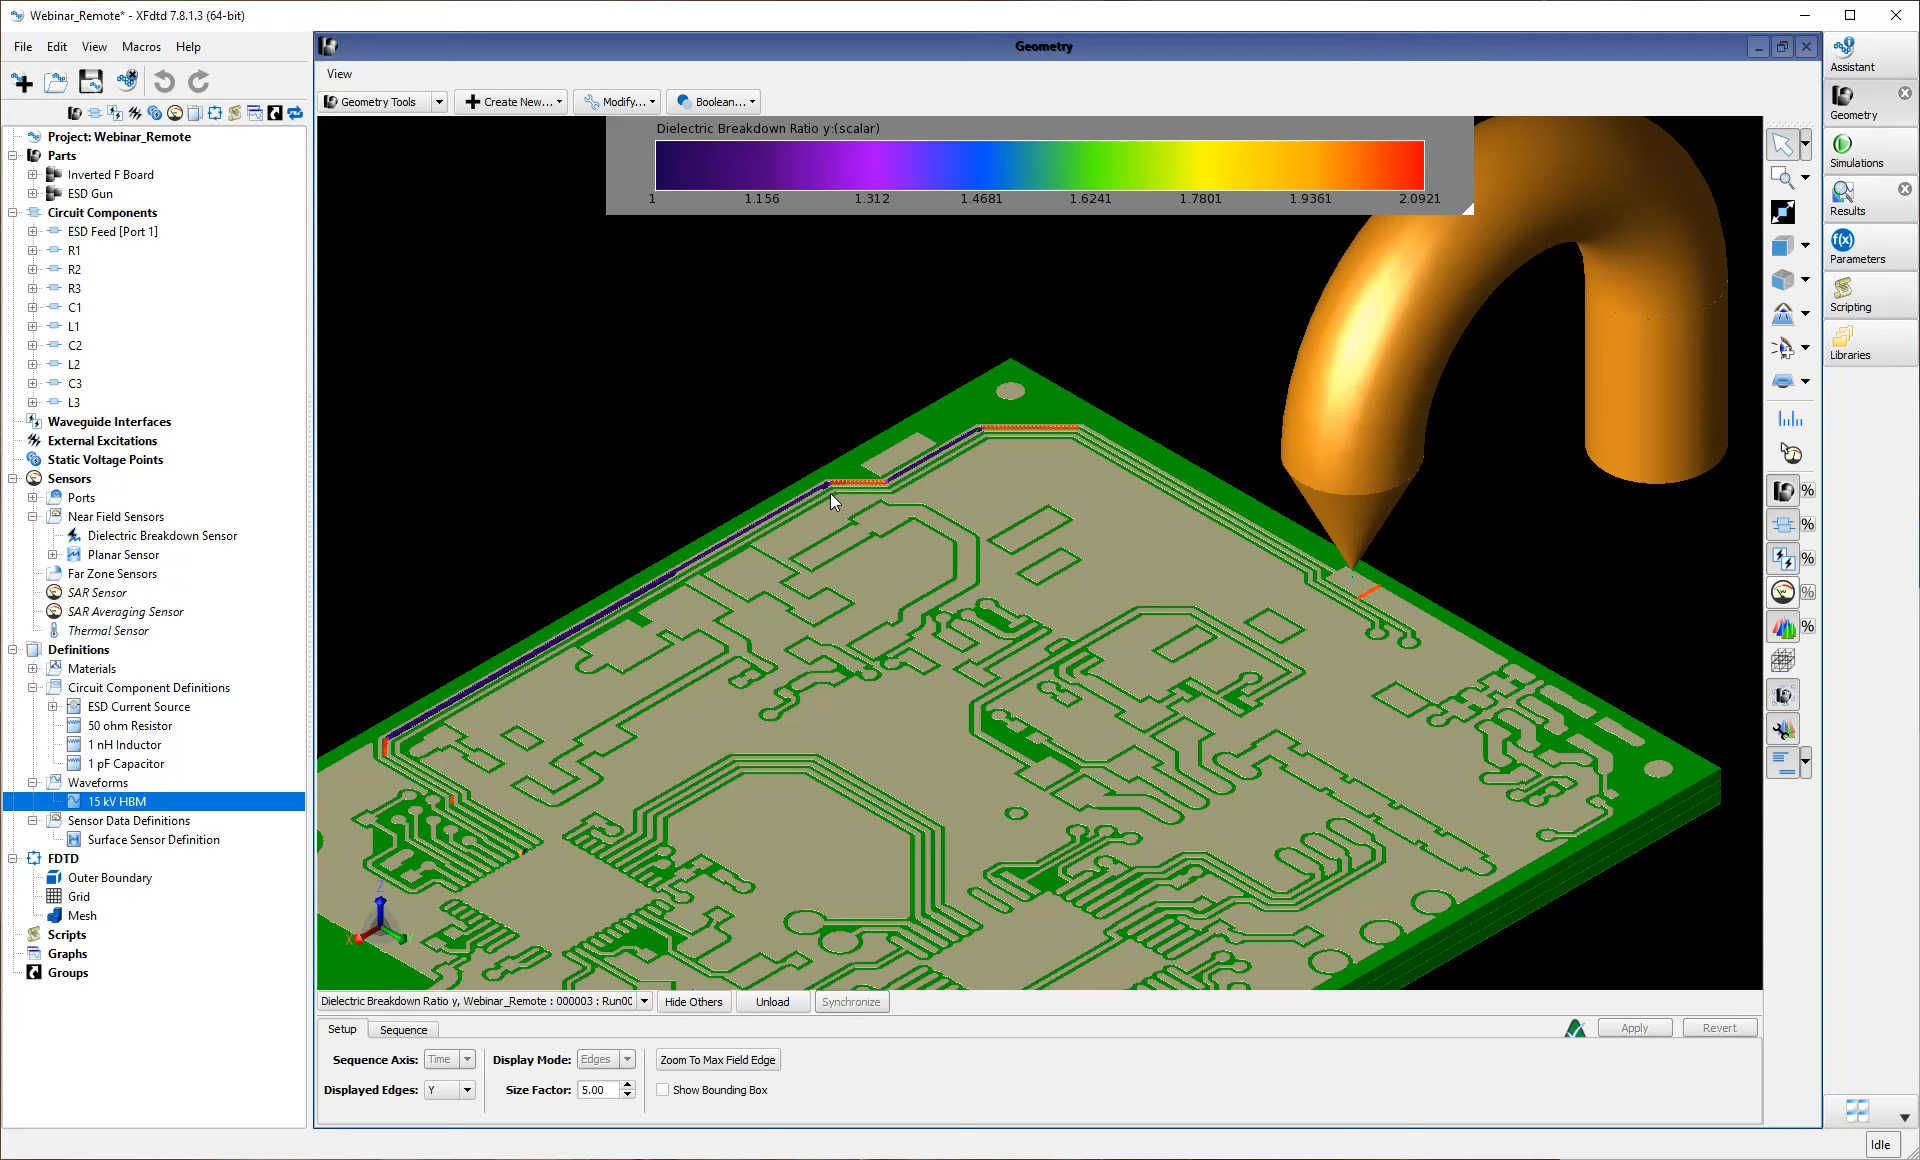 Webinar_Remote* - XFdtd 7.8.1.3 (64-bit)
File Edit View Macros Help
Project: Webinar_Remote
Parts
Inverted F Board
ESD Gun
Circuit Components
ESD Feed [Port 1]
R1
R2
R3
C1
L1
C2
L2
C3
L3
Waveguide Interfaces
External Excitations
Static Voltage Points
Sensors
Ports
Near Field Sensors
Dielectric Breakdown Sensor
Planar Sensor
Far Zone Sensors
SAR Sensor
SAR Averaging Sensor
Thermal Sensor
Definitions
Materials
Circuit Component Definitions
ESD Current Source
50 ohm Resistor
1 nH Inductor
1 pF Capacitor
Waveforms
15 kV HBM
Sensor Data Definitions
Surface Sensor Definition
FDTD
Outer Boundary
Grid
Mesh
Scripts
Graphs
Groups
Geometry
View
Geometry Tools Create New... Modify... Boolean...
Dielectric Breakdown Ratio y:(scalar)
1 1.156 1.312 1.4681 1.6241 1.7801 1.9361 2.0921
Z
X
Dielectric Breakdown Ratio y, Webinar_Remote : 000003 : Run00 Hide Others Unload Synchronize
Setup Sequence Apply Revert
Sequence Axis: Time Display Mode: Edges Zoom To Max Field Edge
Displayed Edges: Y Size Factor: 5.00 Show Bounding Box
%
%
%
%
%
Assistant
Geometry
Simulations
Results
f(x)
Parameters
Scripting
Libraries
Idle